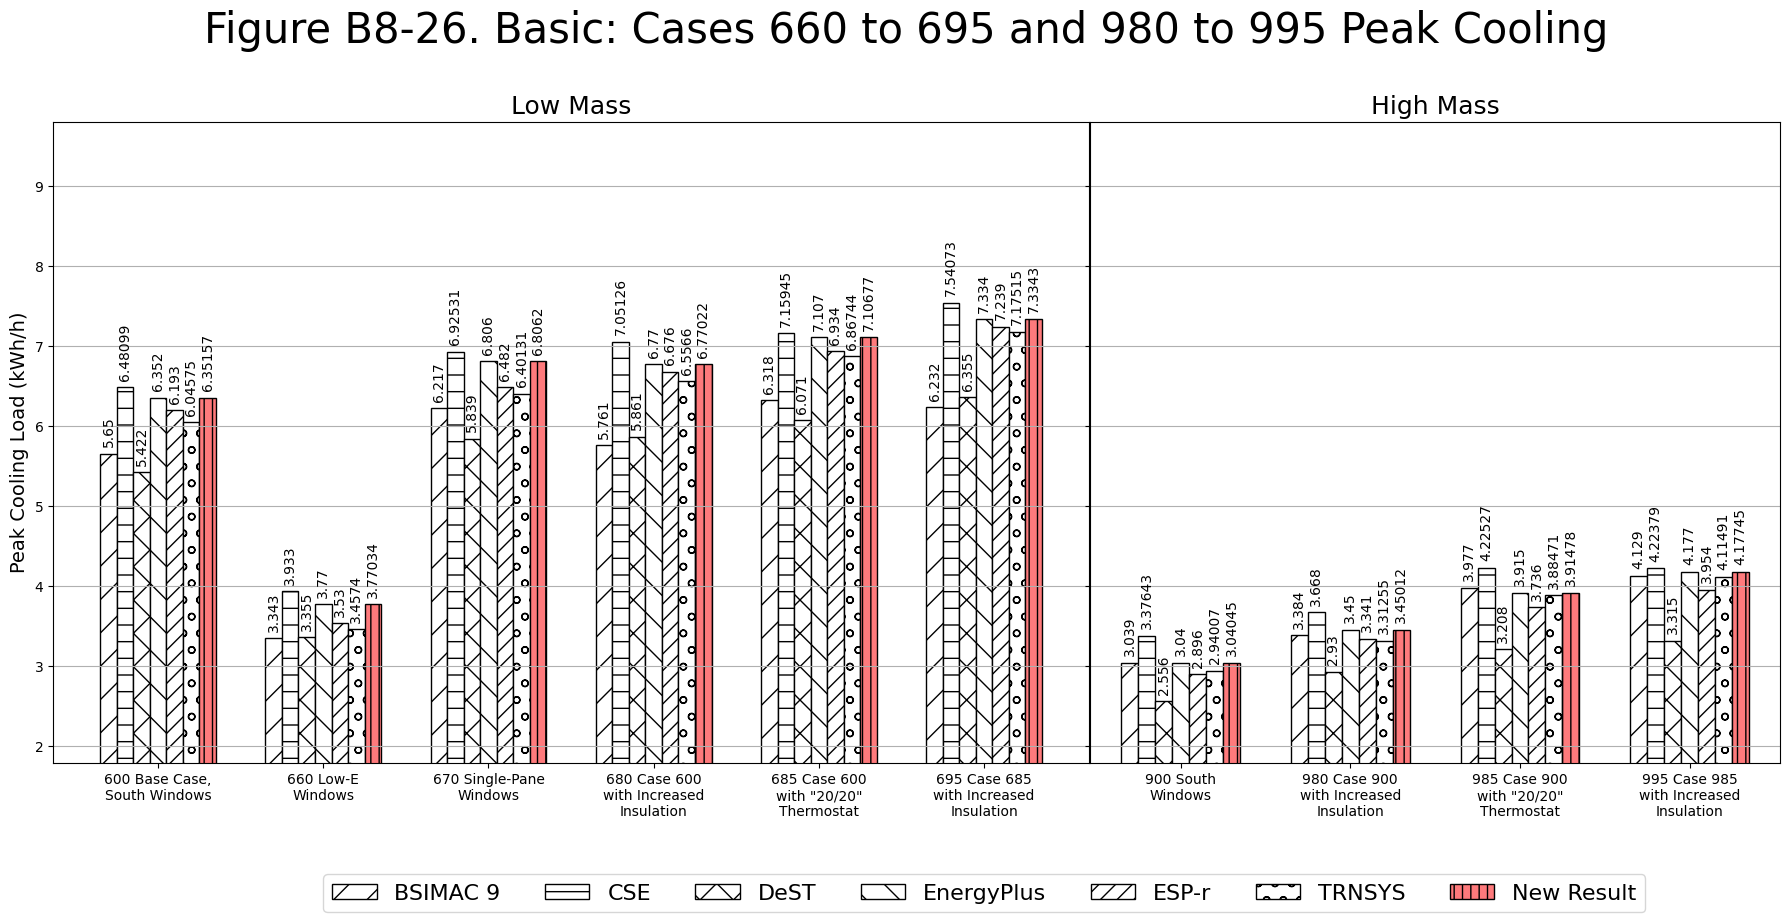 Figure B8-26. Basic: Cases 660 to 695 and 980 to 995 Peak Cooling
Low Mass
High Mass
Peak Cooling Load (kWh/h)
9
8
7
6
5
4
3
2
5.65
6.48099
5.422
6.352
6.193
6.04575
6.35157
3.343
3.933
3.355
3.77
3.53
3.4574
3.77034
6.217
6.92531
5.839
6.806
6.482
6.40131
6.8062
5.761
7.05126
5.861
6.77
6.676
6.5566
6.77022
6.318
7.15945
6.071
7.107
6.934
6.86744
7.10677
6.232
7.54073
6.355
7.334
7.239
7.17515
7.3343
3.039
3.37643
2.556
3.04
2.896
2.94007
3.04045
3.384
3.668
2.93
3.45
3.341
3.31255
3.45012
3.977
4.22527
3.208
3.915
3.736
3.88471
3.91478
4.129
4.22379
3.315
4.177
3.954
4.11491
4.17745
600 Base Case,
South Windows
660 Low-E
Windows
670 Single-Pane
Windows
680 Case 600
with Increased
Insulation
685 Case 600
with "20/20"
Thermostat
695 Case 685
with Increased
Insulation
900 South
Windows
980 Case 900
with Increased
Insulation
985 Case 900
with "20/20"
Thermostat
995 Case 985
with Increased
Insulation
BSIMAC 9
CSE
DeST
EnergyPlus
ESP-r
TRNSYS
New Result